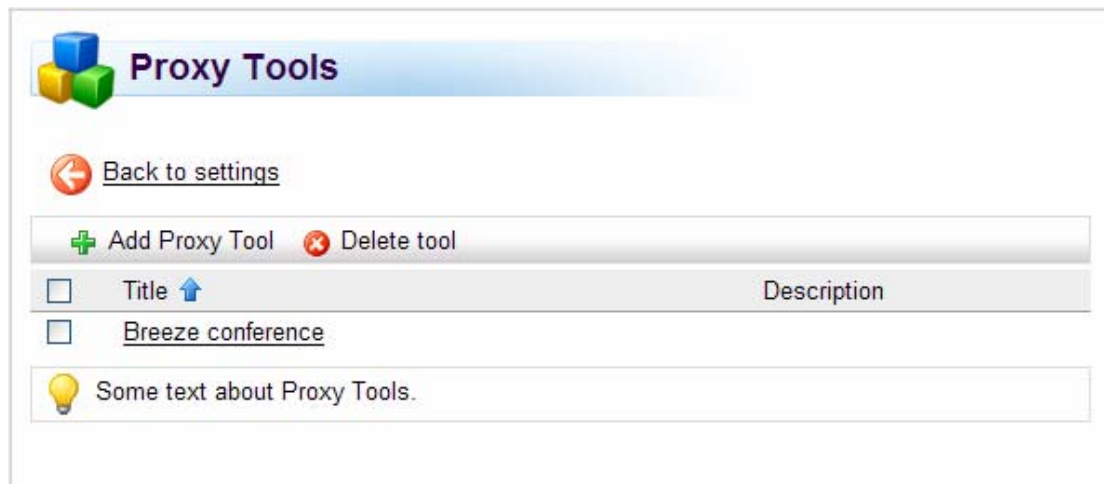 Proxy Tools
Back to settings
Add Proxy Tool Delete tool
Title Description
Breeze conference
Some text about Proxy Tools.